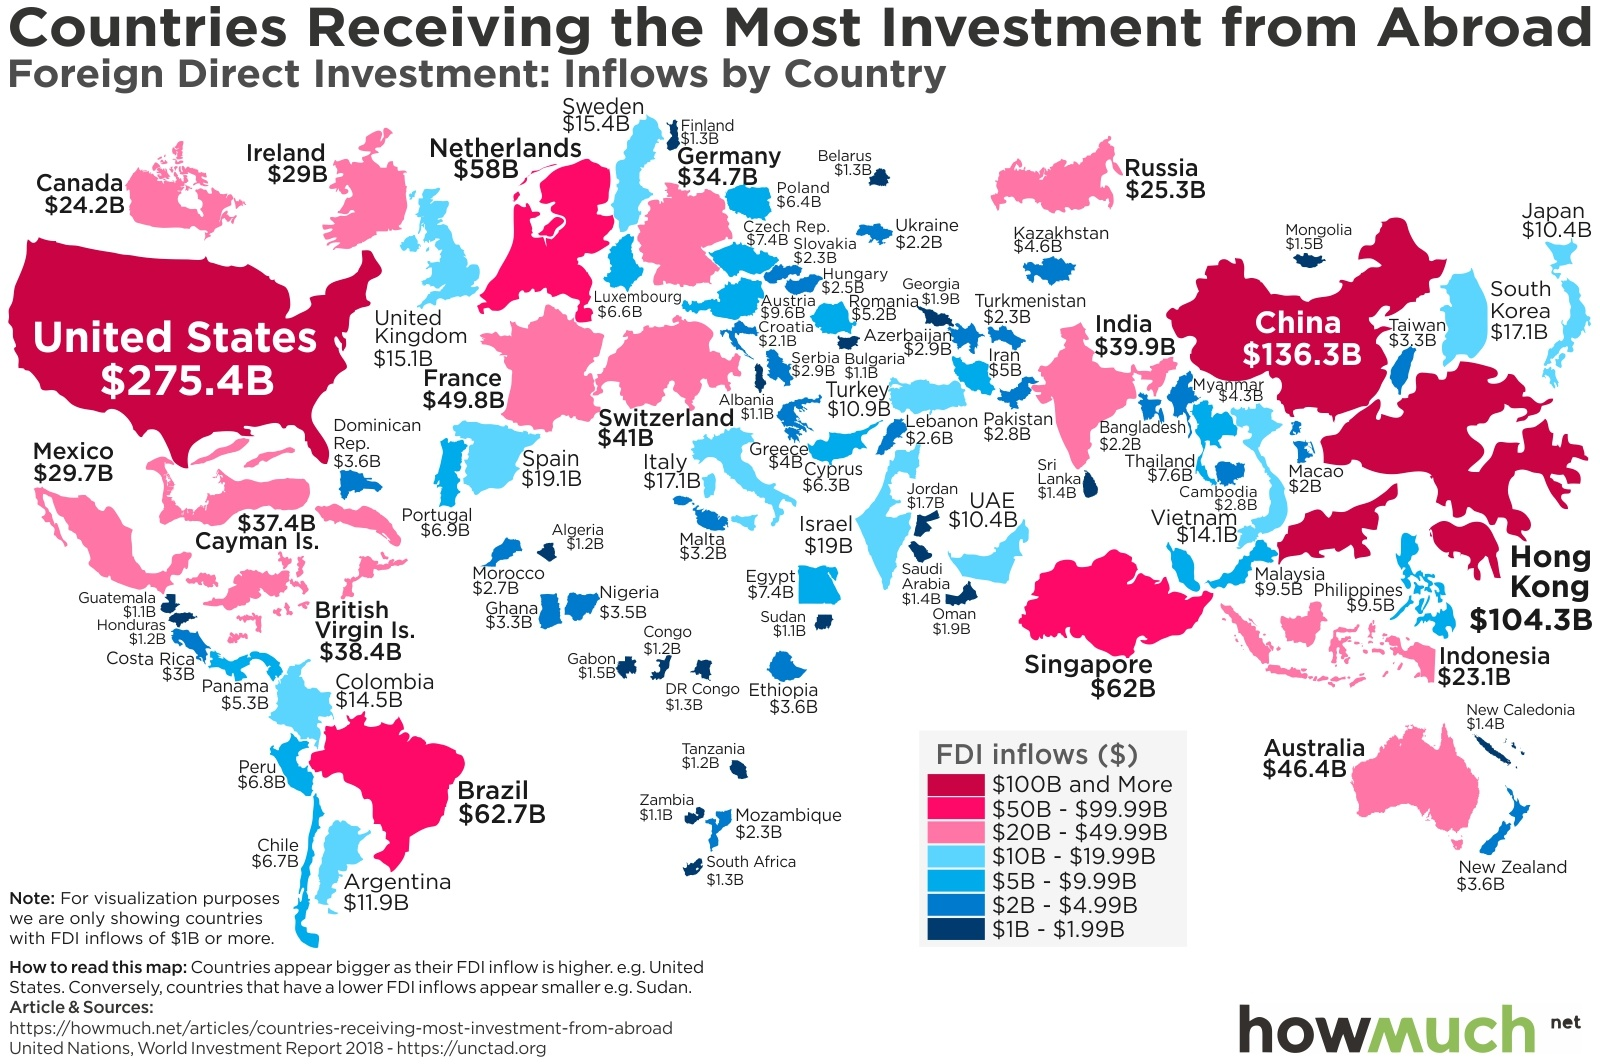 Countries Receiving the Most Investment from Abroad
Foreign Direct Investment: Inflows by Country
Sweden
$15.4B
Finland
$1.3B
Netherlands
$58B
Germany
$34.7B
Ireland
$29B
Canada
$24.2B
Belarus
$1.3B
Russia
$25.3B
Poland
$6.4B
Czech Rep.
$7.4B
Slovakia
$2.3B
Ukraine
$2.2B
Kazakhstan
$4.6B
Mongolia
$1.5B
Japan
$10.4B
Hungary
$2.5B
Luxembourg
$6.6B
Austria
$9.6B
Romania
$5.2B
Georgia
$1.9B
Turkmenistan
$2.3B
United
Kingdom
$15.1B
United States
$275.4B
Croatia
$2.1B
Azerbaijan
$2.9B
India
$39.9B
China
$136.3B
Taiwan
$3.3B
South
Korea
$17.1B
France
$49.8B
Switzerland
$41B
Serbia
$2.9B
Bulgaria
$1.1B
Iran
$5B
Albania
$1.1B
Turkey
$10.9B
Myanmar
$4.3B
Lebanon
$2.6B
Pakistan
$2.8B
Bangladesh
$2.2B
Dominican
Rep.
$3.6B
Mexico
$29.7B
Spain
$19.1B
Italy
$17.1B
Greece
$4B
Cyprus
$6.3B
Sri
Lanka
$1.4B
Thailand
$7.6B
Cambodia
$2.8B
Macao
$2B
$37.4B
Cayman Is.
Portugal
$6.9B
Malta
$3.2B
Israel
$19B
Jordan
$1.7B
UAE
$10.4B
Vietnam
$14.1B
Algeria
$1.2B
Morocco
$2.7B
Egypt
$7.4B
Saudi
Arabia
$1.4B
Oman
$1.9B
Malaysia
$9.5B
Philippines
$9.5B
Hong
Kong
$104.3B
Guatemala
$1.1B
Honduras
$1.2B
Costa Rica
$3B
Panama
$5.3B
British
Virgin Is.
$38.4B
Ghana
$3.3B
Nigeria
$3.5B
Sudan
$1.1B
Congo
$1.2B
Gabon
$1.5B
DR Congo
$1.3B
Ethiopia
$3.6B
Singapore
$62B
Indonesia
$23.1B
Colombia
$14.5B
Peru
$6.8B
Brazil
$62.7B
Tanzania
$1.2B
Zambia
$1.1B
Mozambique
$2.3B
South Africa
$1.3B
New Caledonia
$1.4B
Australia
$46.4B
New Zealand
$3.6B
Chile
$6.7B
Argentina
$11.9B
FDI inflows ($)
$100B and More
$50B - $99.99B
$20B - $49.99B
$10B - $19.99B
$5B - $9.99B
$2B - $4.99B
$1B - $1.99B
Note: For visualization purposes
we are only showing countries
with FDI inflows of $1B or more.
How to read this map: Countries appear bigger as their FDI inflow is higher. e.g. United
States. Conversely, countries that have a lower FDI inflows appear smaller e.g. Sudan.
Article & Sources:
https://howmuch.net/articles/countries-receiving-most-investment-from-abroad
United Nations, World Investment Report 2018 - https://unctad.org
howmuch net